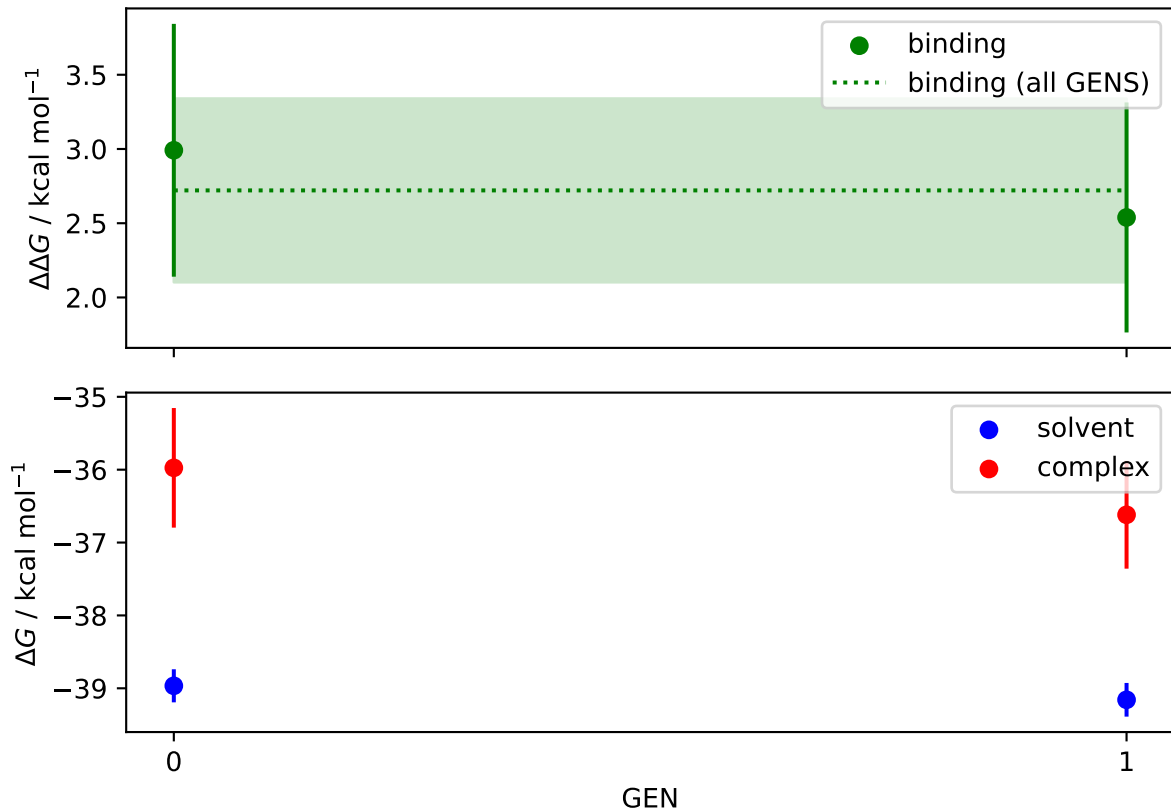 binding
binding (all GENS)
ΔΔG / kcal mol⁻¹
3.5
3.0
2.5
2.0
solvent
complex
ΔG / kcal mol⁻¹
−35
−36
−37
−38
−39
0
1
GEN